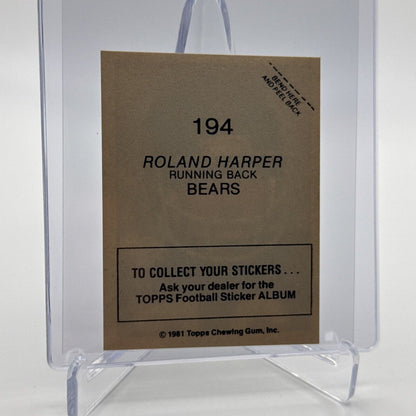 BEND HERE
AND PEEL BACK
194
ROLAND HARPER
RUNNING BACK
BEARS
TO COLLECT YOUR STICKERS...
Ask your dealer for the
TOPPS Football Sticker ALBUM
© 1981 Topps Chewing Gum, Inc.